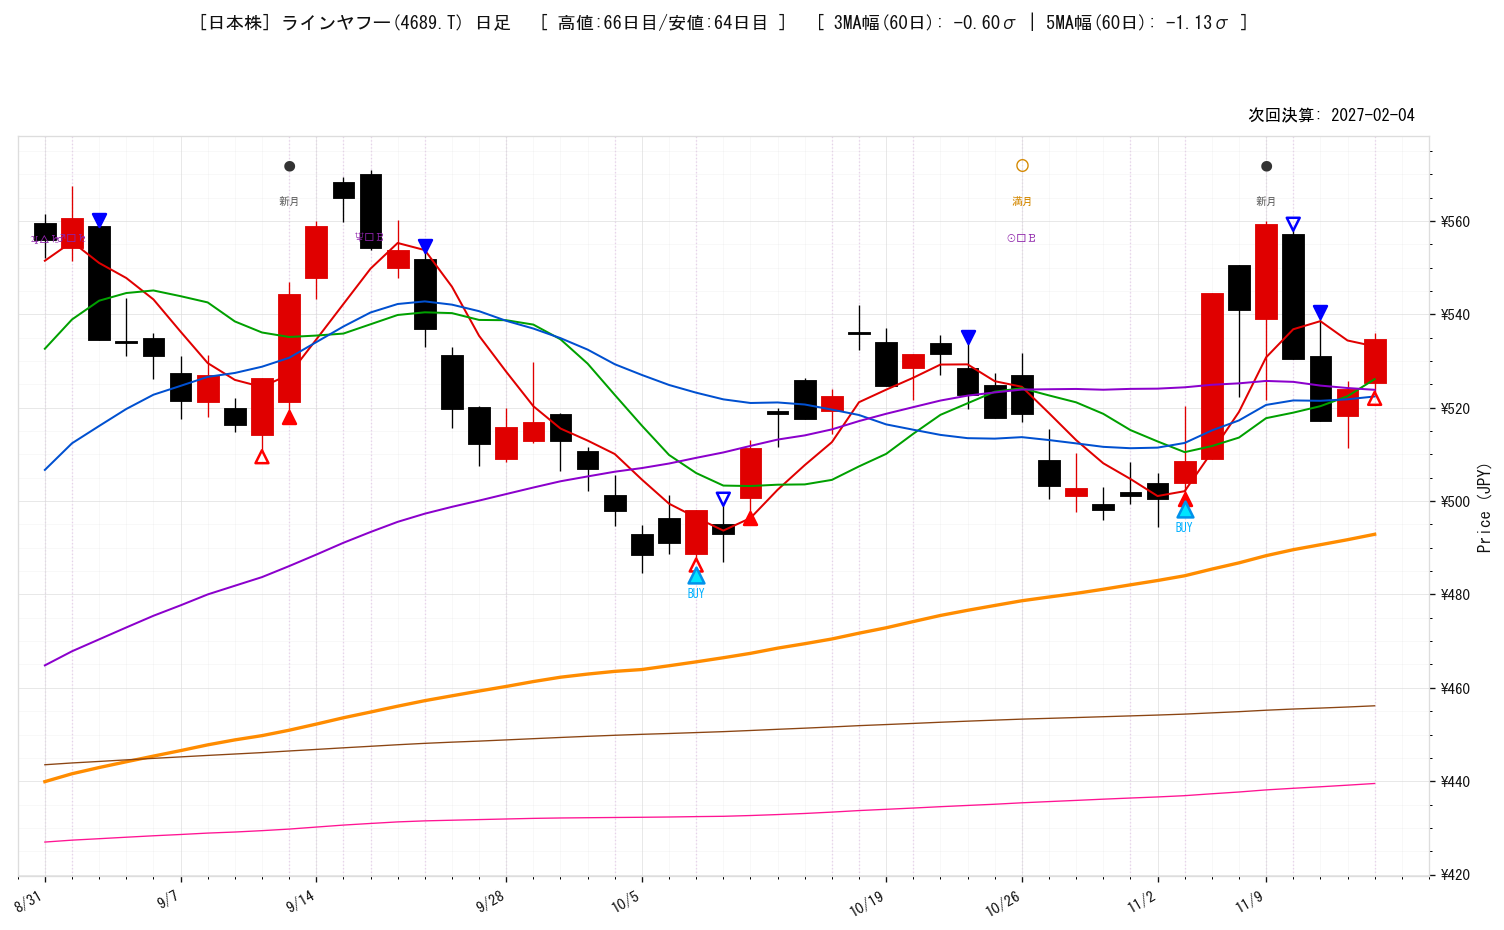 [日本株] ラインヤフー(4689.T) 日足 [ 高値:66日目/安値:64日目 ] [ 3MA幅(60日): -0.60σ | 5MA幅(60日): -1.13σ ]
次回決算: 2027-02-04
新月
満月
新月
☉□♇
¥560
¥540
¥520
¥500
¥480
¥460
¥440
¥420
Price (JPY)
BUY
BUY
8/31
9/7
9/14
9/28
10/5
10/19
10/26
11/2
11/9